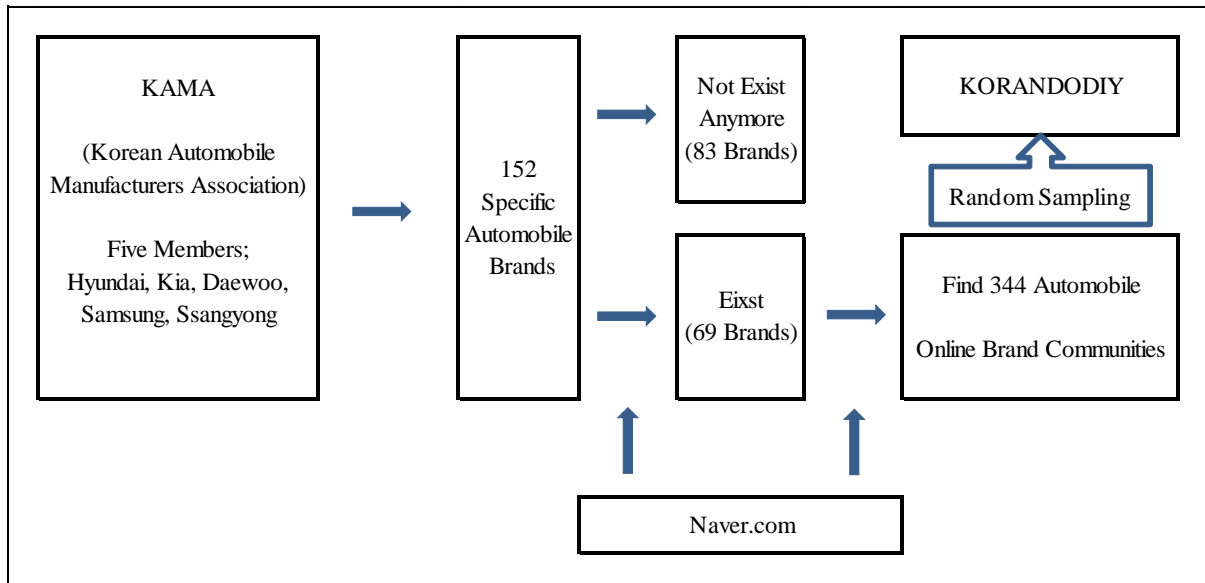 KAMA
(Korean Automobile
Manufacturers Association)
Five Members;
Hyundai, Kia, Daewoo,
Samsung, Ssangyong
152
Specific
Automobile
Brands
Not Exist
Anymore
(83 Brands)
Eixst
(69 Brands)
KORANDODIY
Random Sampling
Find 344 Automobile
Online Brand Communities
Naver.com